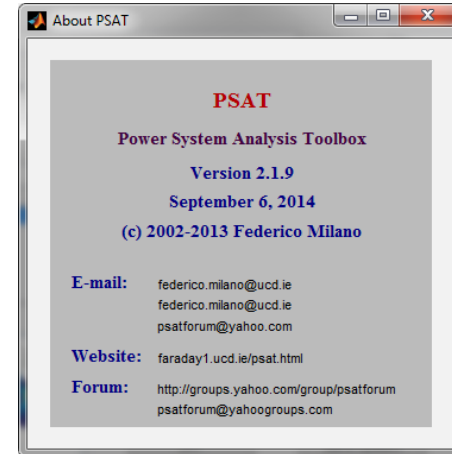 About PSAT
PSAT
Power System Analysis Toolbox
Version 2.1.9
September 6, 2014
(c) 2002-2013 Federico Milano
E-mail: federico.milano@ucd.ie
federico.milano@ucd.ie
psatforum@yahoo.com
Website: faraday1.ucd.ie/psat.html
Forum: http://groups.yahoo.com/group/psatforum
psatforum@yahoogroups.com